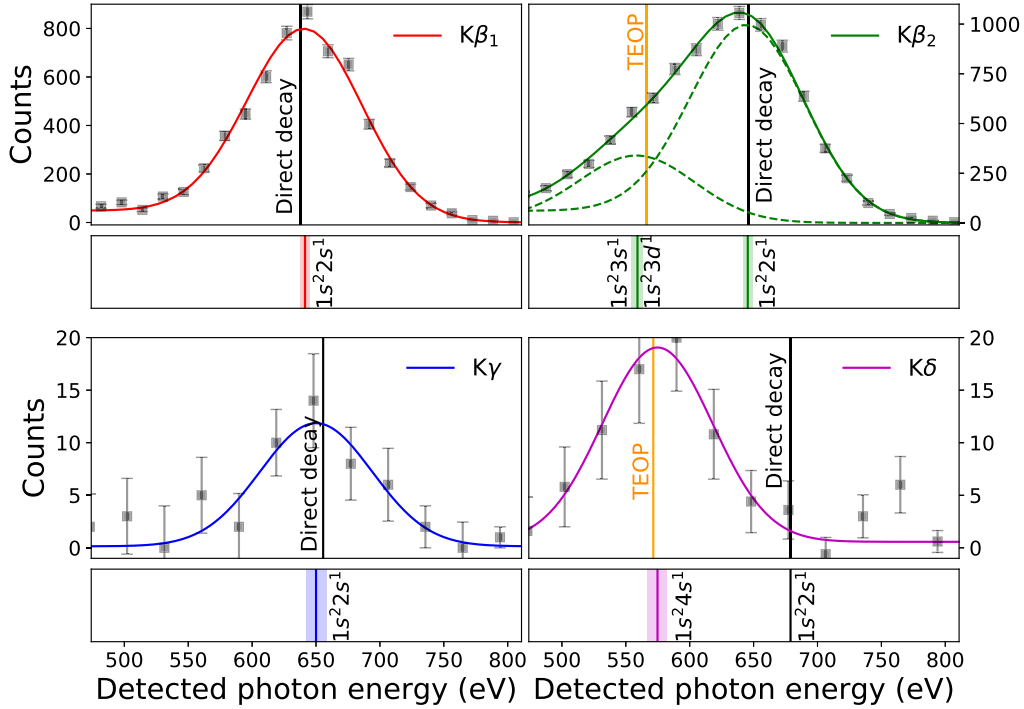 Kβ₁
Direct decay
Counts
800
600
400
200
0
Kβ₂
TEOP
Direct decay
1000
750
500
250
0
1s²2s¹
1s²3s¹
1s²3d¹
1s²2s¹
Kγ
Direct decay
Counts
20
15
10
5
0
Kδ
TEOP
Direct decay
20
15
10
5
0
1s²2s¹
1s²4s¹
1s²2s¹
500 550 600 650 700 750 800
500 550 600 650 700 750 800
Detected photon energy (eV)
Detected photon energy (eV)